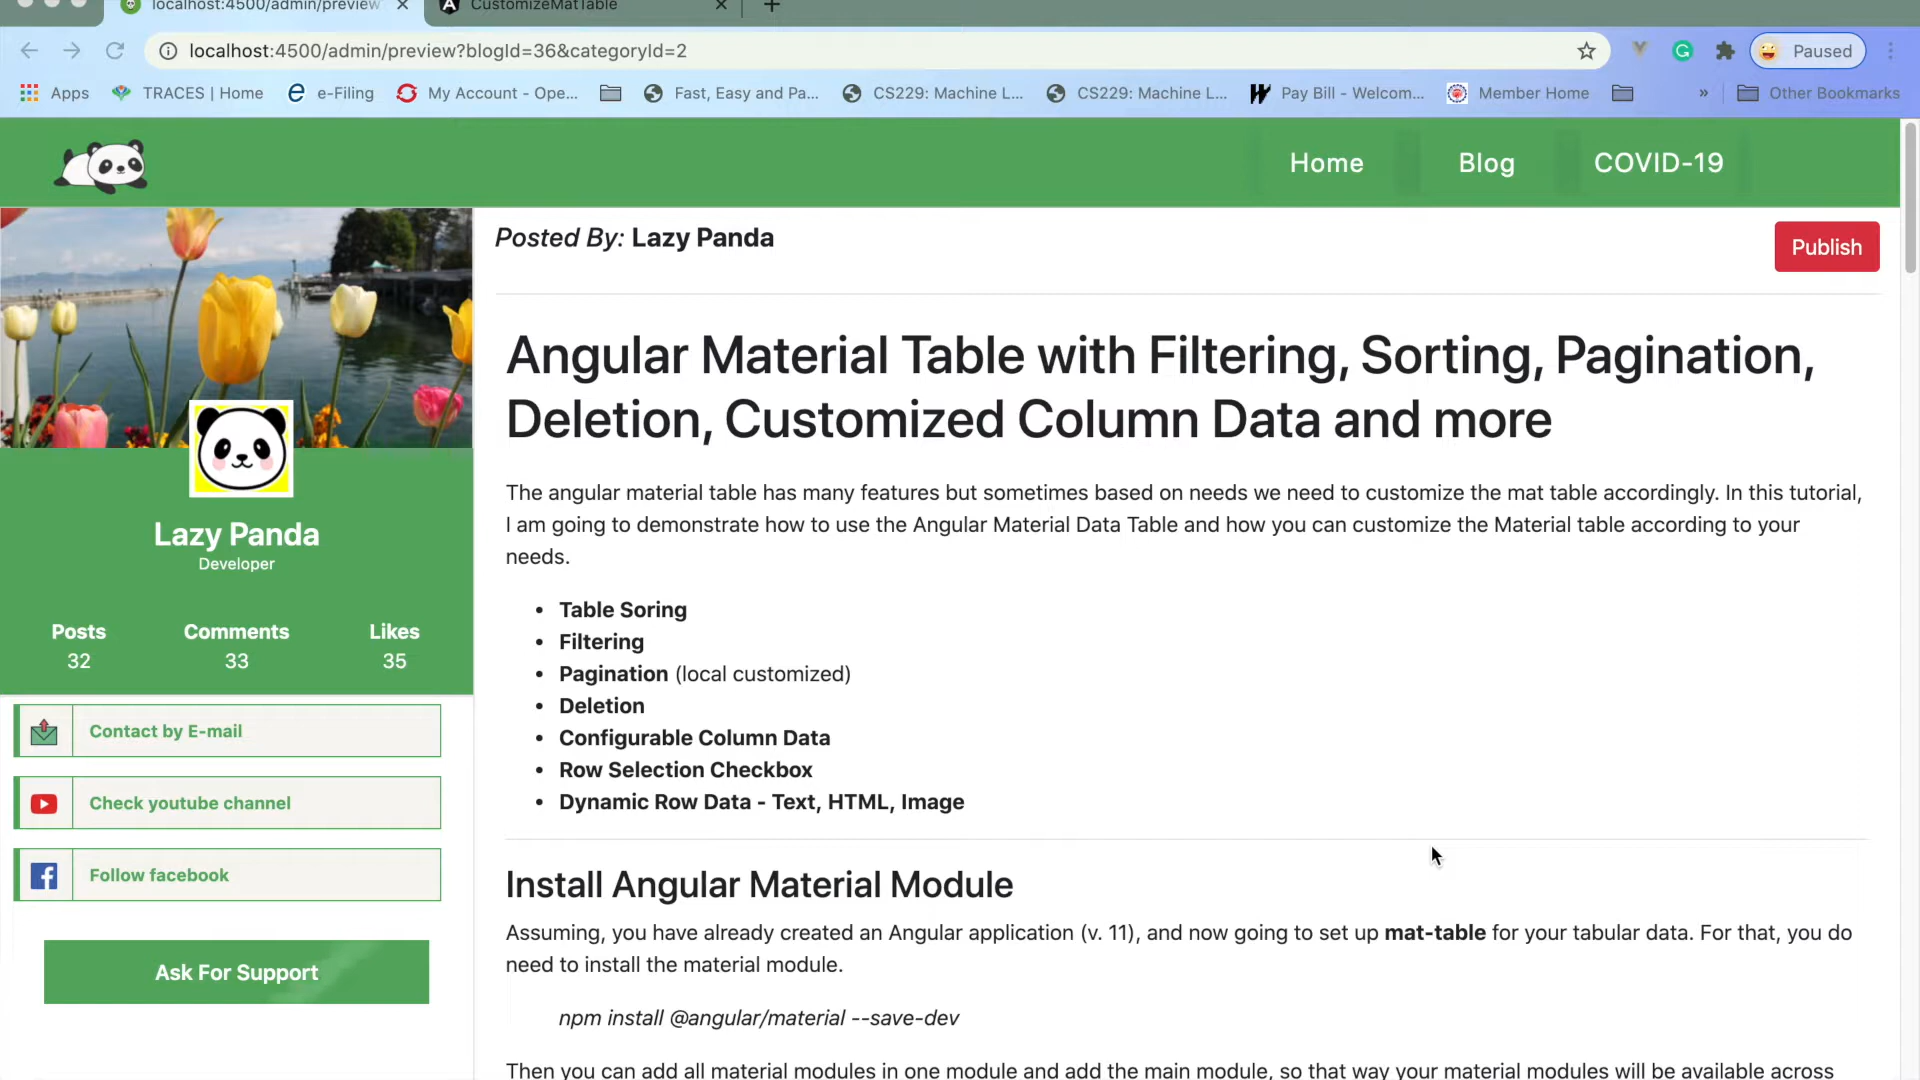 localhost:4500/admin/preview
CustomizeMatTable
localhost:4500/admin/preview?blogId=36&categoryId=2
Paused
Apps
TRACES | Home
e-Filing
My Account - Ope...
Fast, Easy and Pa...
CS229: Machine L...
CS229: Machine L...
Pay Bill - Welcom...
Member Home
»
Other Bookmarks
Home
Blog
COVID-19
Posted By: Lazy Panda
Publish
Angular Material Table with Filtering, Sorting, Pagination,
Deletion, Customized Column Data and more
The angular material table has many features but sometimes based on needs we need to customize the mat table accordingly. In this tutorial,
I am going to demonstrate how to use the Angular Material Data Table and how you can customize the Material table according to your
needs.
• Table Soring
• Filtering
• Pagination (local customized)
• Deletion
• Configurable Column Data
• Row Selection Checkbox
• Dynamic Row Data - Text, HTML, Image
Install Angular Material Module
Assuming, you have already created an Angular application (v. 11), and now going to set up mat-table for your tabular data. For that, you do
need to install the material module.
npm install @angular/material --save-dev
Then you can add all material modules in one module and add the main module, so that way your material modules will be available across
Lazy Panda
Developer
Posts
Comments
Likes
32
33
35
Contact by E-mail
Check youtube channel
Follow facebook
Ask For Support